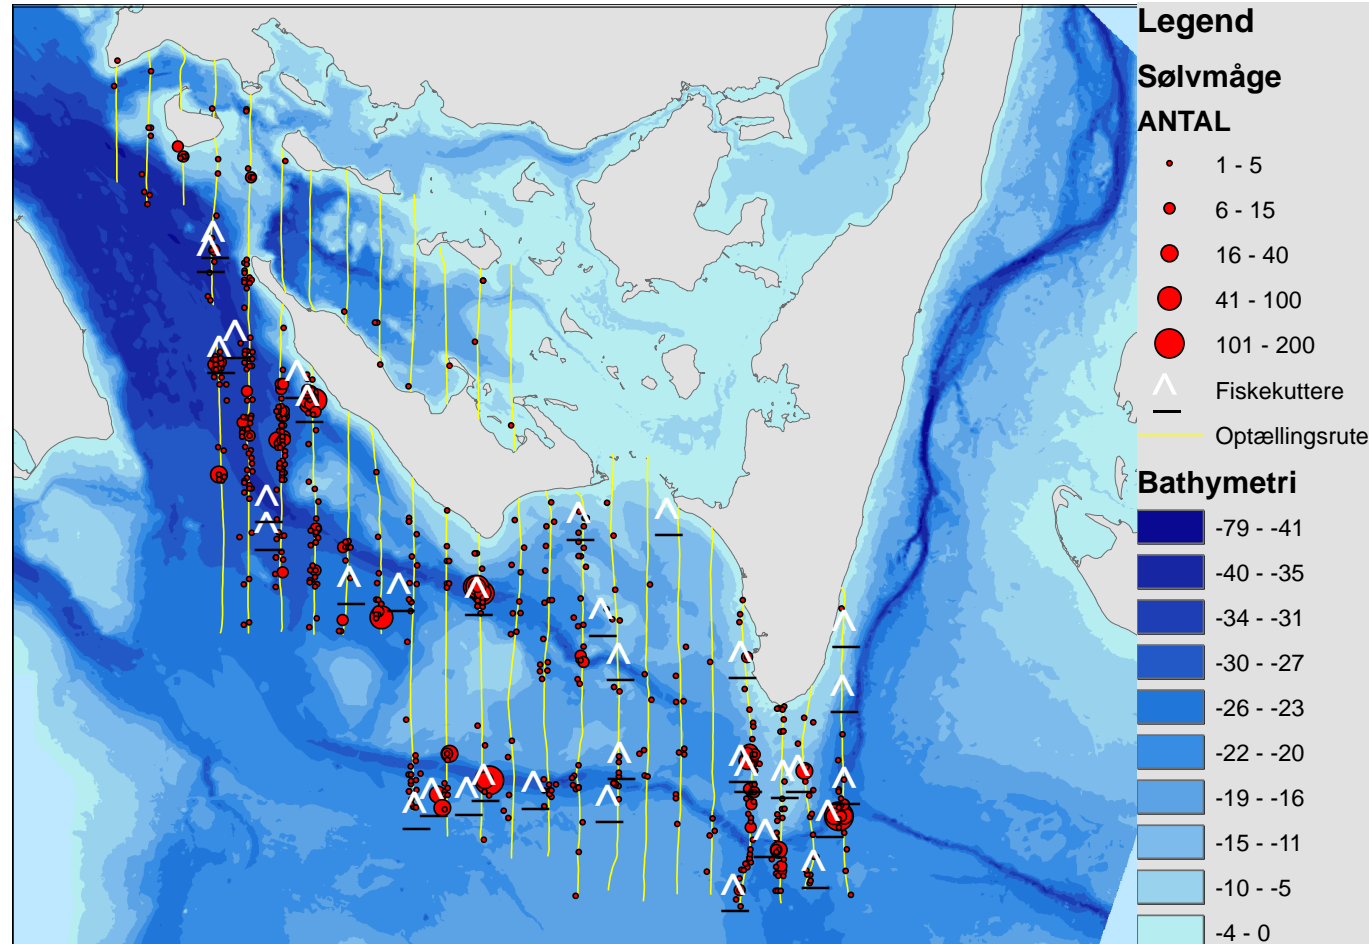 Legend
Sølvmåge
ANTAL
1 - 5
6 - 15
16 - 40
41 - 100
101 - 200
Fiskekuttere
Optællingsrute
Bathymetri
-79 - -41
-40 - -35
-34 - -31
-30 - -27
-26 - -23
-22 - -20
-19 - -16
-15 - -11
-10 - -5
-4 - 0